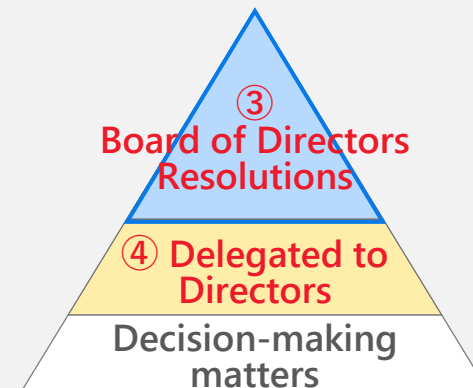 ③
Board of Directors
Resolutions
④ Delegated to
Directors
Decision-making
matters